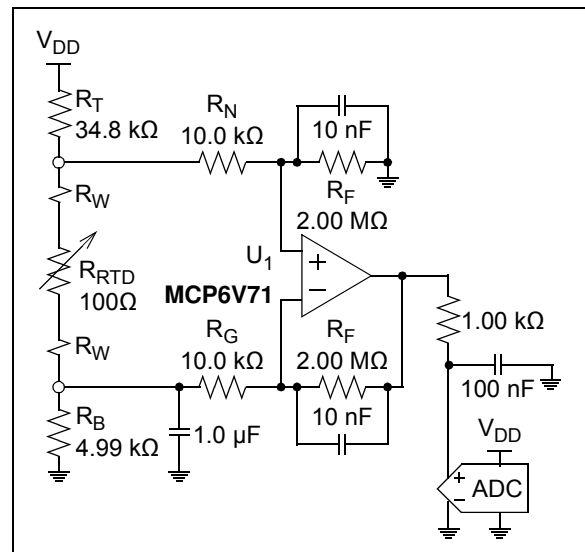 V_DD
R_T
34.8 kΩ
R_N
10.0 kΩ
10 nF
R_F
2.00 MΩ
R_W
R_RTD
100Ω
R_W
U_1
+
−
MCP6V71
R_G
10.0 kΩ
R_F
2.00 MΩ
10 nF
1.0 µF
R_B
4.99 kΩ
1.00 kΩ
100 nF
V_DD
+
−
ADC